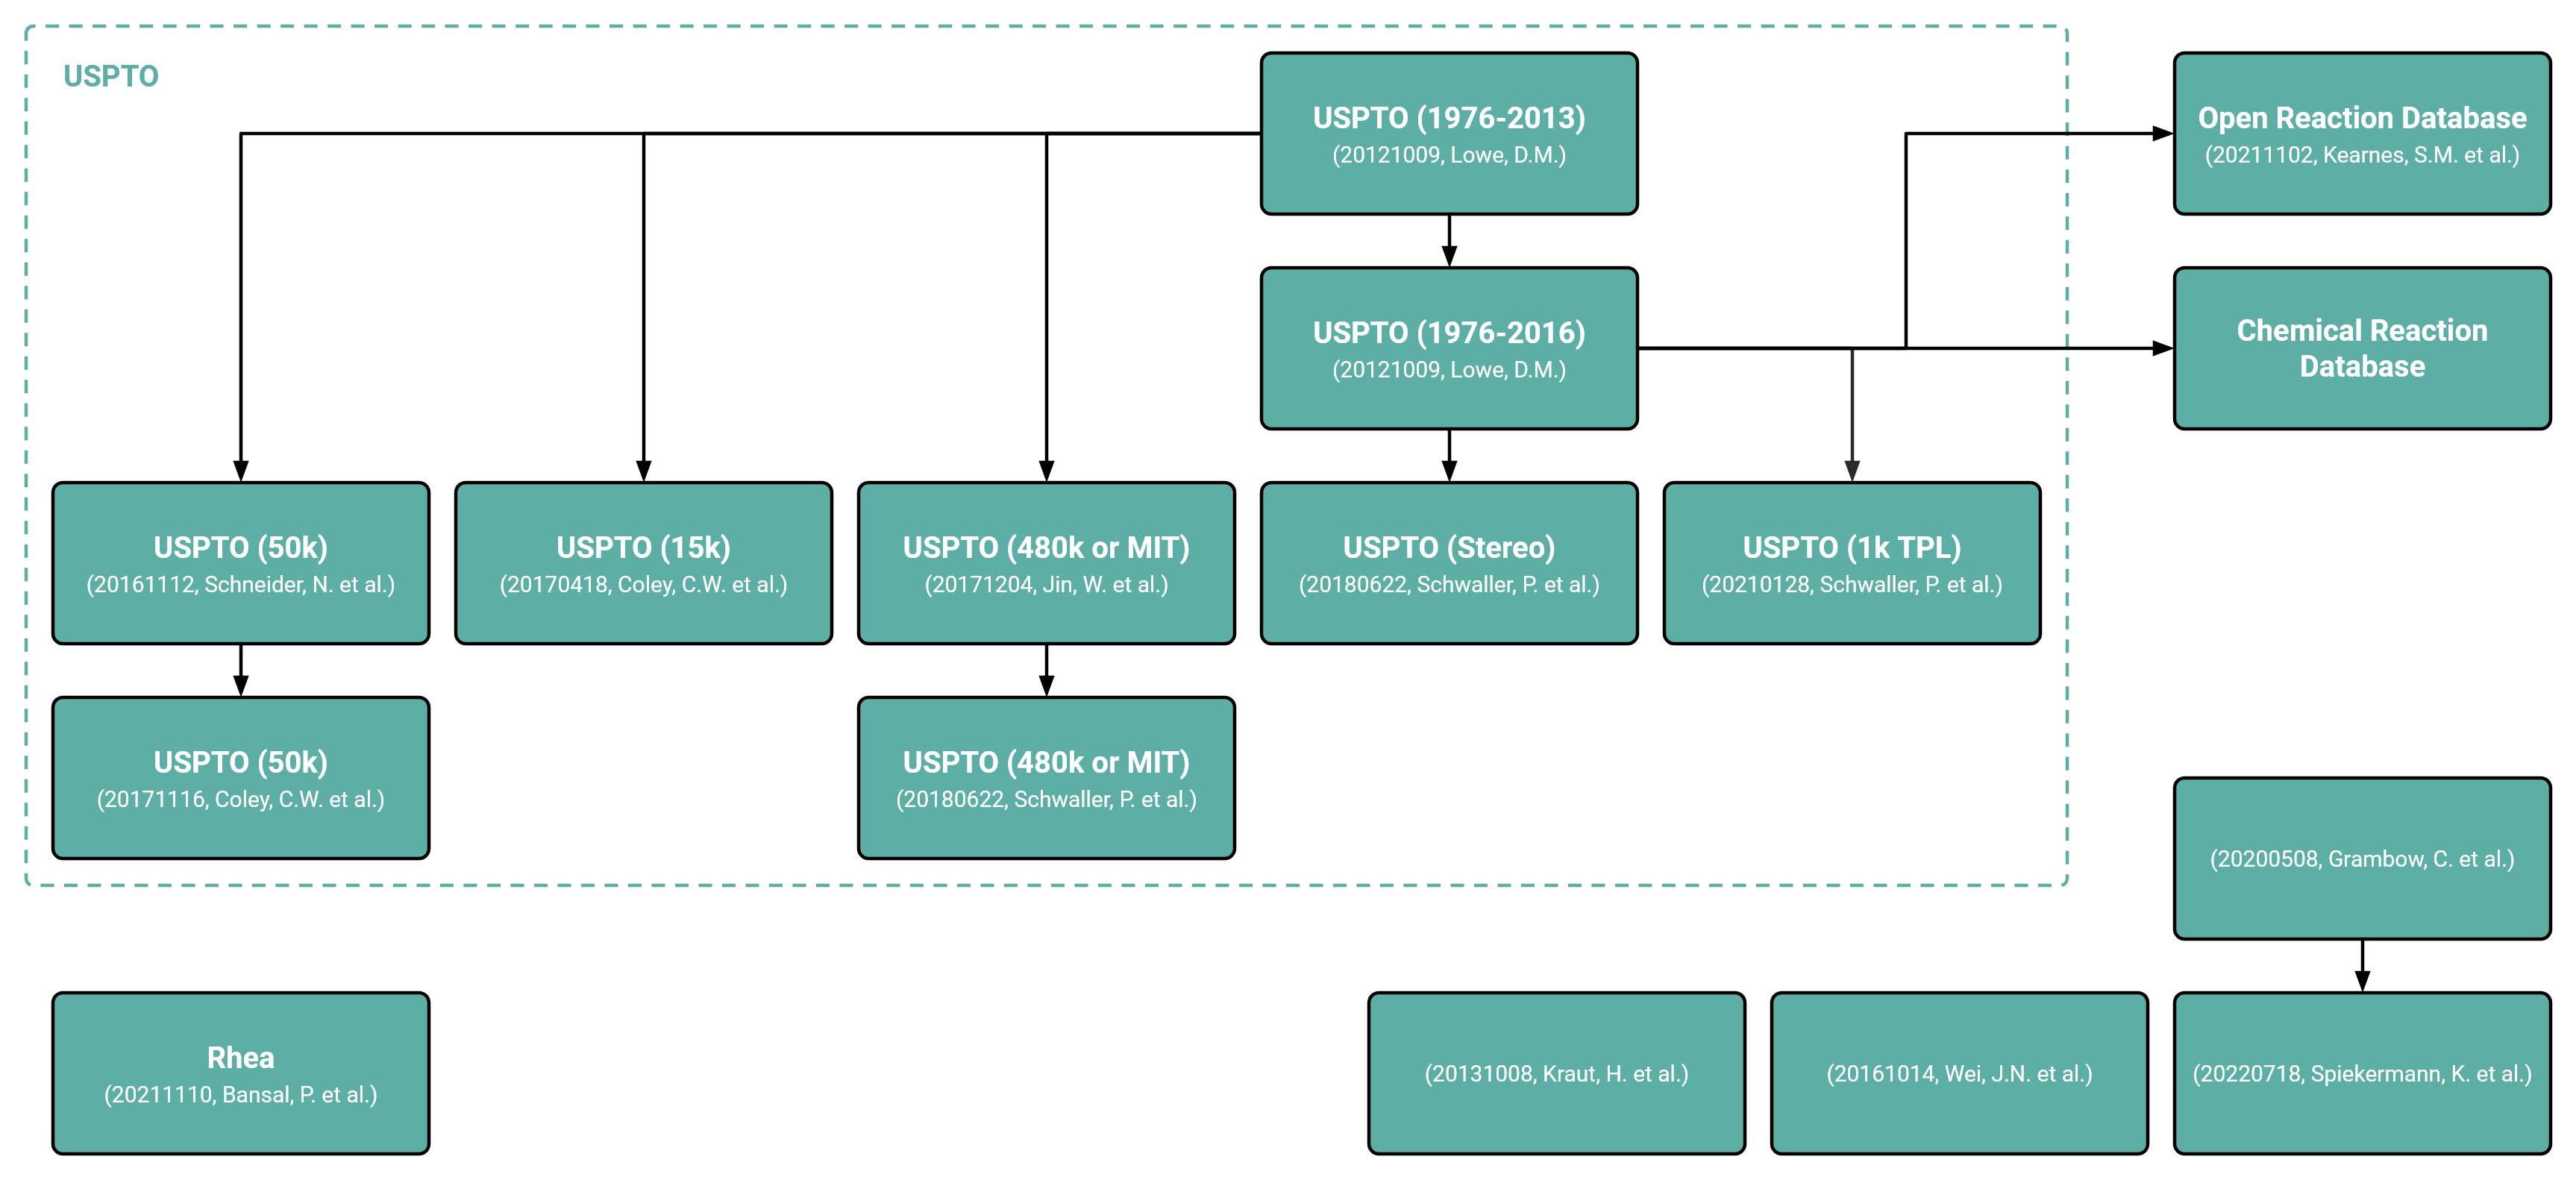 USPTO
USPTO (1976-2013)
(20121009, Lowe, D.M.)
Open Reaction Database
(20211102, Kearnes, S.M. et al.)
USPTO (1976-2016)
(20121009, Lowe, D.M.)
Chemical Reaction
Database
USPTO (50k)
(20161112, Schneider, N. et al.)
USPTO (15k)
(20170418, Coley, C.W. et al.)
USPTO (480k or MIT)
(20171204, Jin, W. et al.)
USPTO (Stereo)
(20180622, Schwaller, P. et al.)
USPTO (1k TPL)
(20210128, Schwaller, P. et al.)
USPTO (50k)
(20171116, Coley, C.W. et al.)
USPTO (480k or MIT)
(20180622, Schwaller, P. et al.)
(20200508, Grambow, C. et al.)
Rhea
(20211110, Bansal, P. et al.)
(20131008, Kraut, H. et al.)
(20161014, Wei, J.N. et al.)
(20220718, Spiekermann, K. et al.)